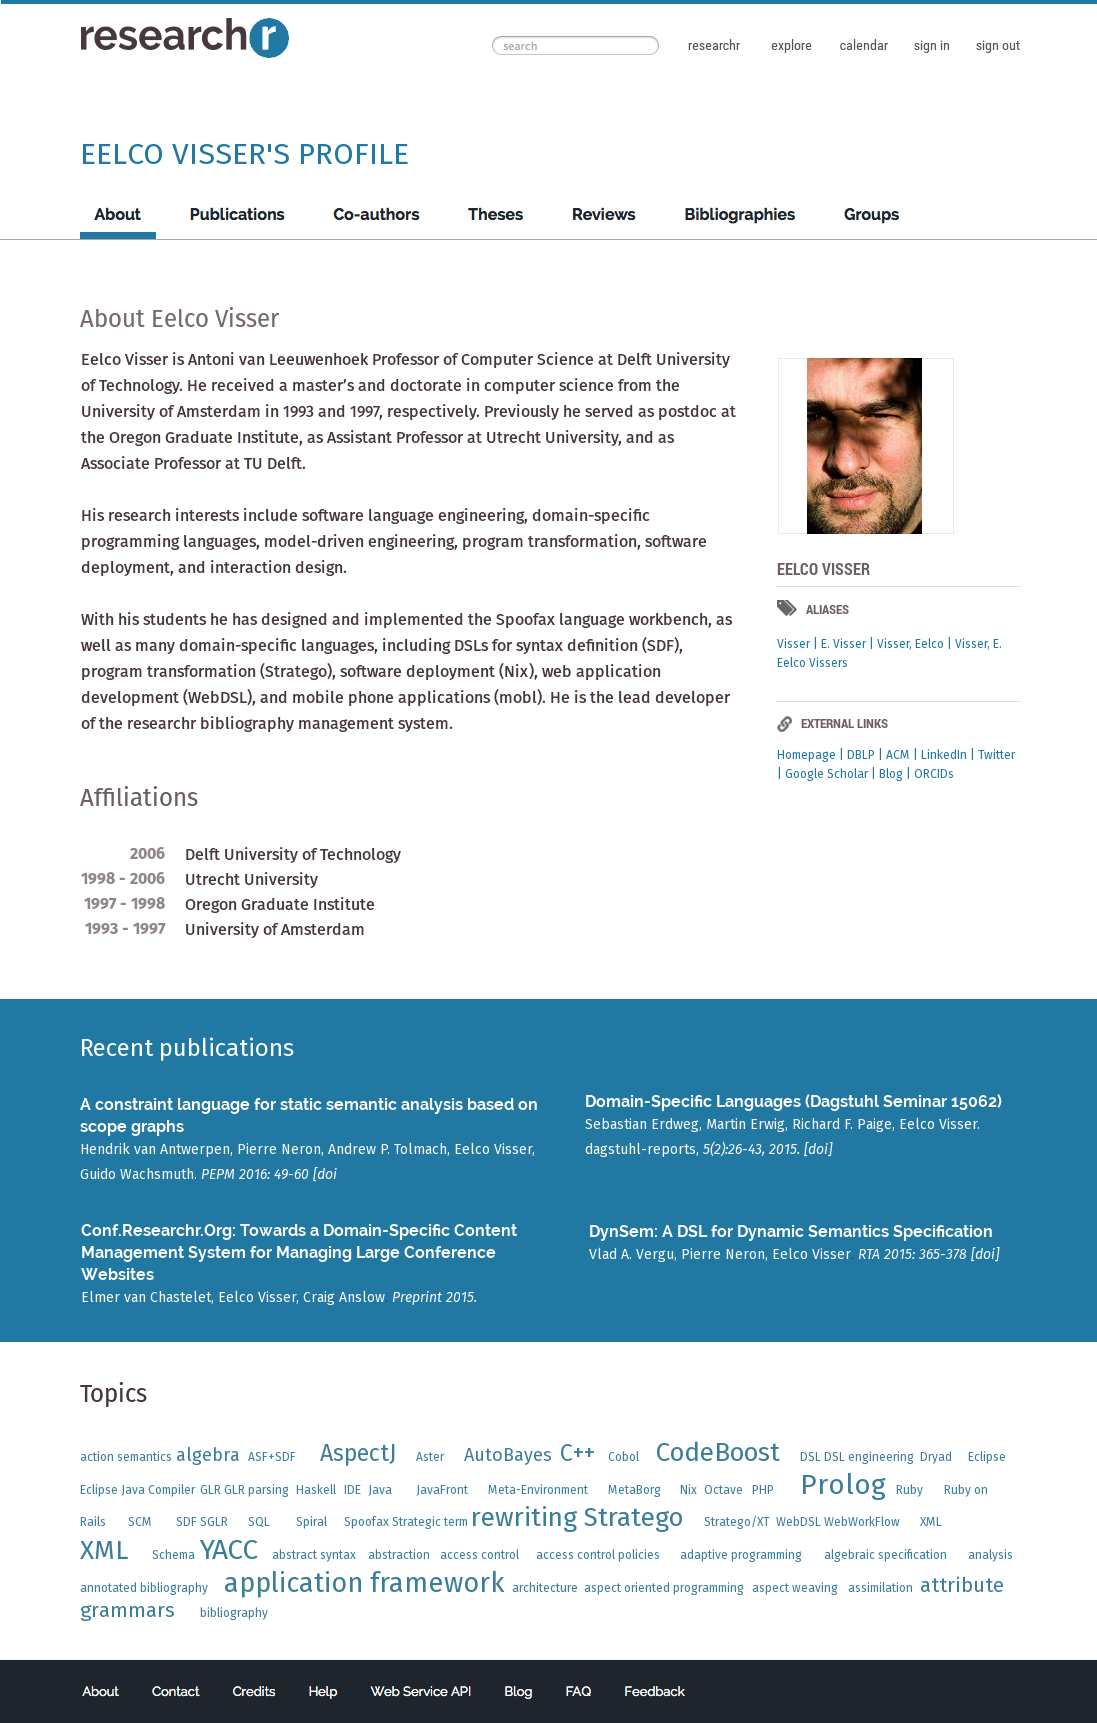 researchr
search
researchr explore calendar sign in sign out
EELCO VISSER'S PROFILE
About Publications Co-authors Theses Reviews Bibliographies Groups
About Eelco Visser
Eelco Visser is Antoni van Leeuwenhoek Professor of Computer Science at Delft University
of Technology. He received a master’s and doctorate in computer science from the
University of Amsterdam in 1993 and 1997, respectively. Previously he served as postdoc at
the Oregon Graduate Institute, as Assistant Professor at Utrecht University, and as
Associate Professor at TU Delft.
His research interests include software language engineering, domain-specific
programming languages, model-driven engineering, program transformation, software
deployment, and interaction design.
With his students he has designed and implemented the Spoofax language workbench, as
well as many domain-specific languages, including DSLs for syntax definition (SDF),
program transformation (Stratego), software deployment (Nix), web application
development (WebDSL), and mobile phone applications (mobl). He is the lead developer
of the researchr bibliography management system.
EELCO VISSER
ALIASES
Visser | E. Visser | Visser, Eelco | Visser, E.
Eelco Vissers
EXTERNAL LINKS
Homepage | DBLP | ACM | LinkedIn | Twitter
| Google Scholar | Blog | ORCIDs
Affiliations
2006 Delft University of Technology
1998 - 2006 Utrecht University
1997 - 1998 Oregon Graduate Institute
1993 - 1997 University of Amsterdam
Recent publications
A constraint language for static semantic analysis based on
scope graphs
Hendrik van Antwerpen, Pierre Neron, Andrew P. Tolmach, Eelco Visser,
Guido Wachsmuth. PEPM 2016: 49-60 [doi
Domain-Specific Languages (Dagstuhl Seminar 15062)
Sebastian Erdweg, Martin Erwig, Richard F. Paige, Eelco Visser.
dagstuhl-reports, 5(2):26-43, 2015. [doi]
Conf.Researchr.Org: Towards a Domain-Specific Content
Management System for Managing Large Conference
Websites
Elmer van Chastelet, Eelco Visser, Craig Anslow Preprint 2015.
DynSem: A DSL for Dynamic Semantics Specification
Vlad A. Vergu, Pierre Neron, Eelco Visser RTA 2015: 365-378 [doi]
Topics
action semantics algebra ASF+SDF AspectJ Aster AutoBayes C++ Cobol CodeBoost DSL DSL engineering Dryad Eclipse
Eclipse Java Compiler GLR GLR parsing Haskell IDE Java JavaFront Meta-Environment MetaBorg Nix Octave PHP Prolog Ruby Ruby on
Rails SCM SDF SGLR SQL Spiral Spoofax Strategic term rewriting Stratego Stratego/XT WebDSL WebWorkFlow XML
XML Schema YACC abstract syntax abstraction access control access control policies adaptive programming algebraic specification analysis
annotated bibliography application framework architecture aspect oriented programming aspect weaving assimilation attribute
grammars bibliography
About Contact Credits Help Web Service API Blog FAQ Feedback